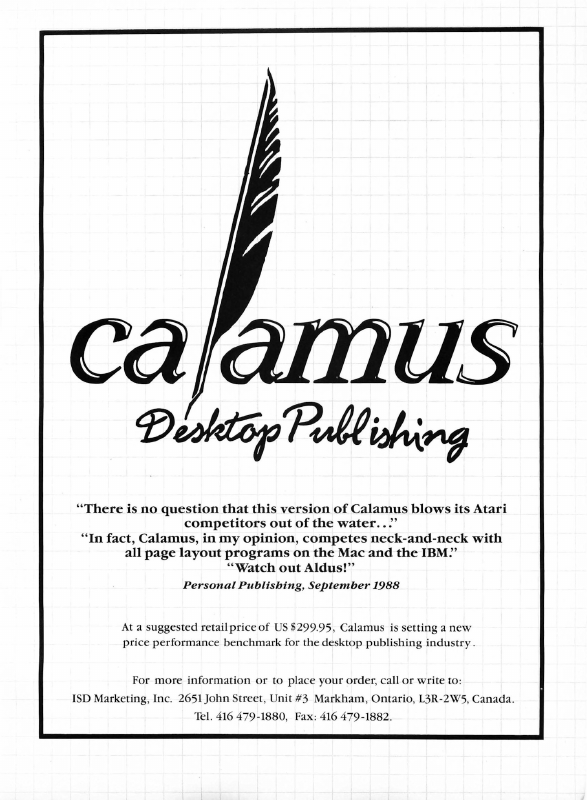 calamus
Desktop Publishing
“There is no question that this version of Calamus blows its Atari
competitors out of the water...”
“In fact, Calamus, in my opinion, competes neck-and-neck with
all page layout programs on the Mac and the IBM.”
“Watch out Aldus!”
Personal Publishing, September 1988
At a suggested retail price of US $299.95, Calamus is setting a new
price performance benchmark for the desktop publishing industry.
For more information or to place your order, call or write to:
ISD Marketing, Inc. 2651 John Street, Unit #3 Markham, Ontario, L3R-2W5, Canada.
Tel. 416 479-1880, Fax: 416 479-1882.